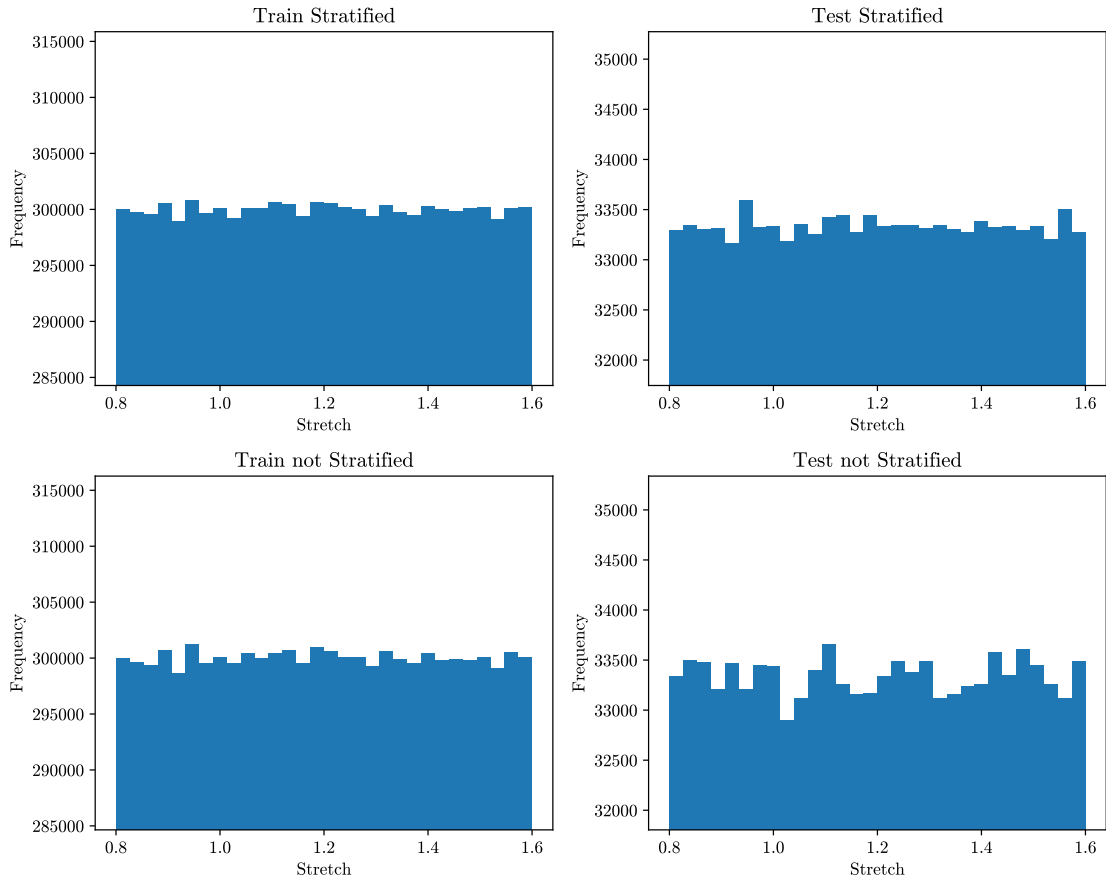 Train Stratified
315000
310000
305000
300000
295000
290000
285000
Frequency
0.8 1.0 1.2 1.4 1.6
Stretch
Test Stratified
35000
34500
34000
33500
33000
32500
32000
Frequency
0.8 1.0 1.2 1.4 1.6
Stretch
Train not Stratified
315000
310000
305000
300000
295000
290000
285000
Frequency
0.8 1.0 1.2 1.4 1.6
Stretch
Test not Stratified
35000
34500
34000
33500
33000
32500
32000
Frequency
0.8 1.0 1.2 1.4 1.6
Stretch